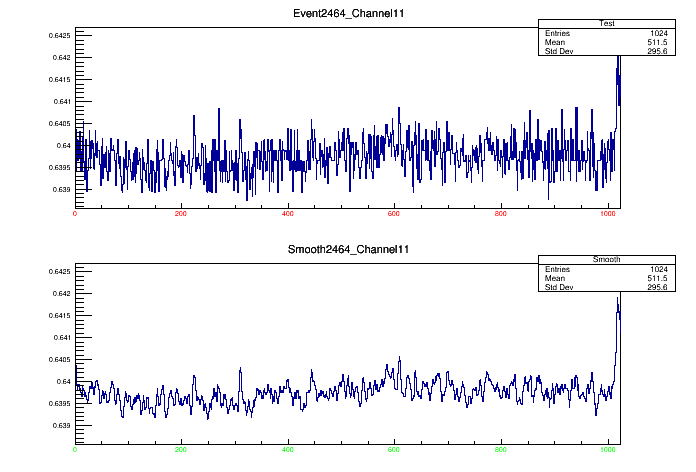 Event2464_Channel11
Test
Entries 1024
Mean 511.5
Std Dev 295.6
0.6425
0.642
0.6415
0.641
0.6405
0.64
0.6395
0.639
0 200 400 600 800 1000
Smooth2464_Channel11
Smooth
Entries 1024
Mean 511.5
Std Dev 295.6
0.6425
0.642
0.6415
0.641
0.6405
0.64
0.6395
0.639
0 200 400 600 800 1000